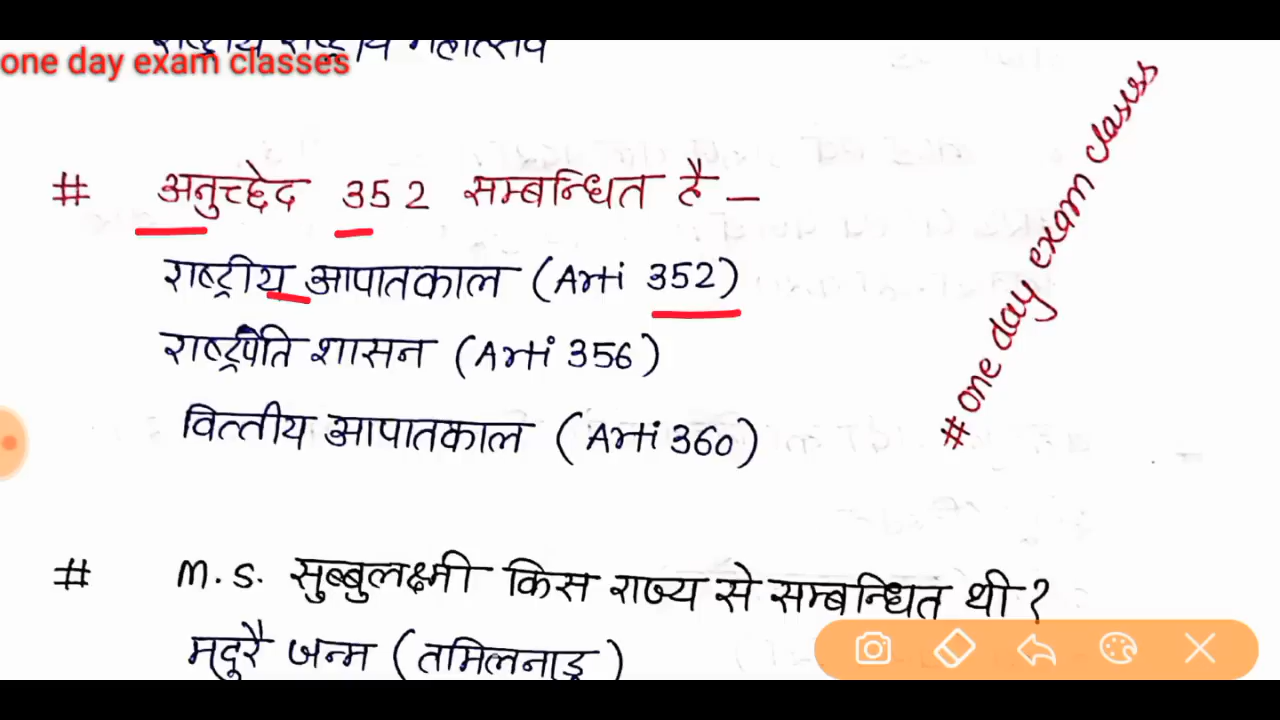 one day exam classes
# अनुच्छेद 352 सम्बन्धित है –
राष्ट्रीय आपातकाल (Arti 352)
राष्ट्रपति शासन (Arti 356)
वित्तीय आपातकाल (Arti 360)
# one day exam classes
# m.s. सुब्बुलक्ष्मी किस राज्य से सम्बन्धित थी ?
मदुरै जन्म (तमिलनाडु)